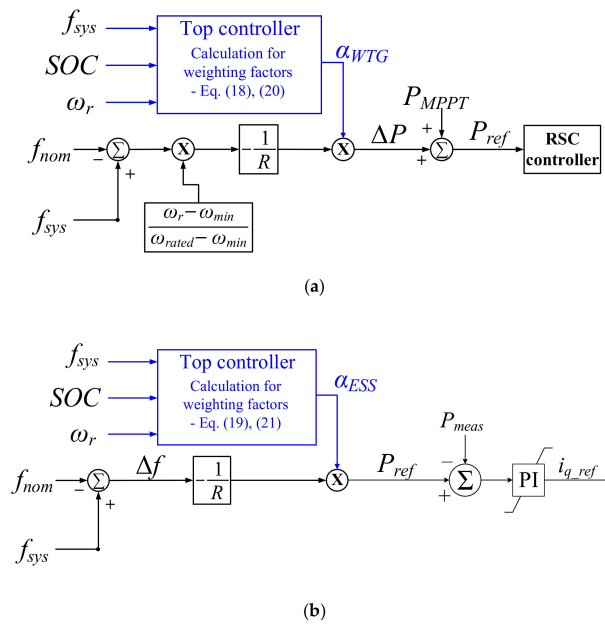 f_sys
SOC
ω_r
Top controller
Calculation for
weighting factors
- Eq. (18), (20)
α_WTG
P_MPPT
f_nom
−
Σ
+
X
− 1/R
X
ΔP
+
+
Σ
P_ref
RSC
controller
f_sys
ω_r − ω_min
ω_rated − ω_min
(a)
f_sys
SOC
ω_r
Top controller
Calculation for
weighting factors
- Eq. (19), (21)
α_ESS
P_meas
f_nom
−
Σ
+
Δf
− 1/R
X
P_ref
−
+
Σ
PI
i_q_ref
f_sys
(b)